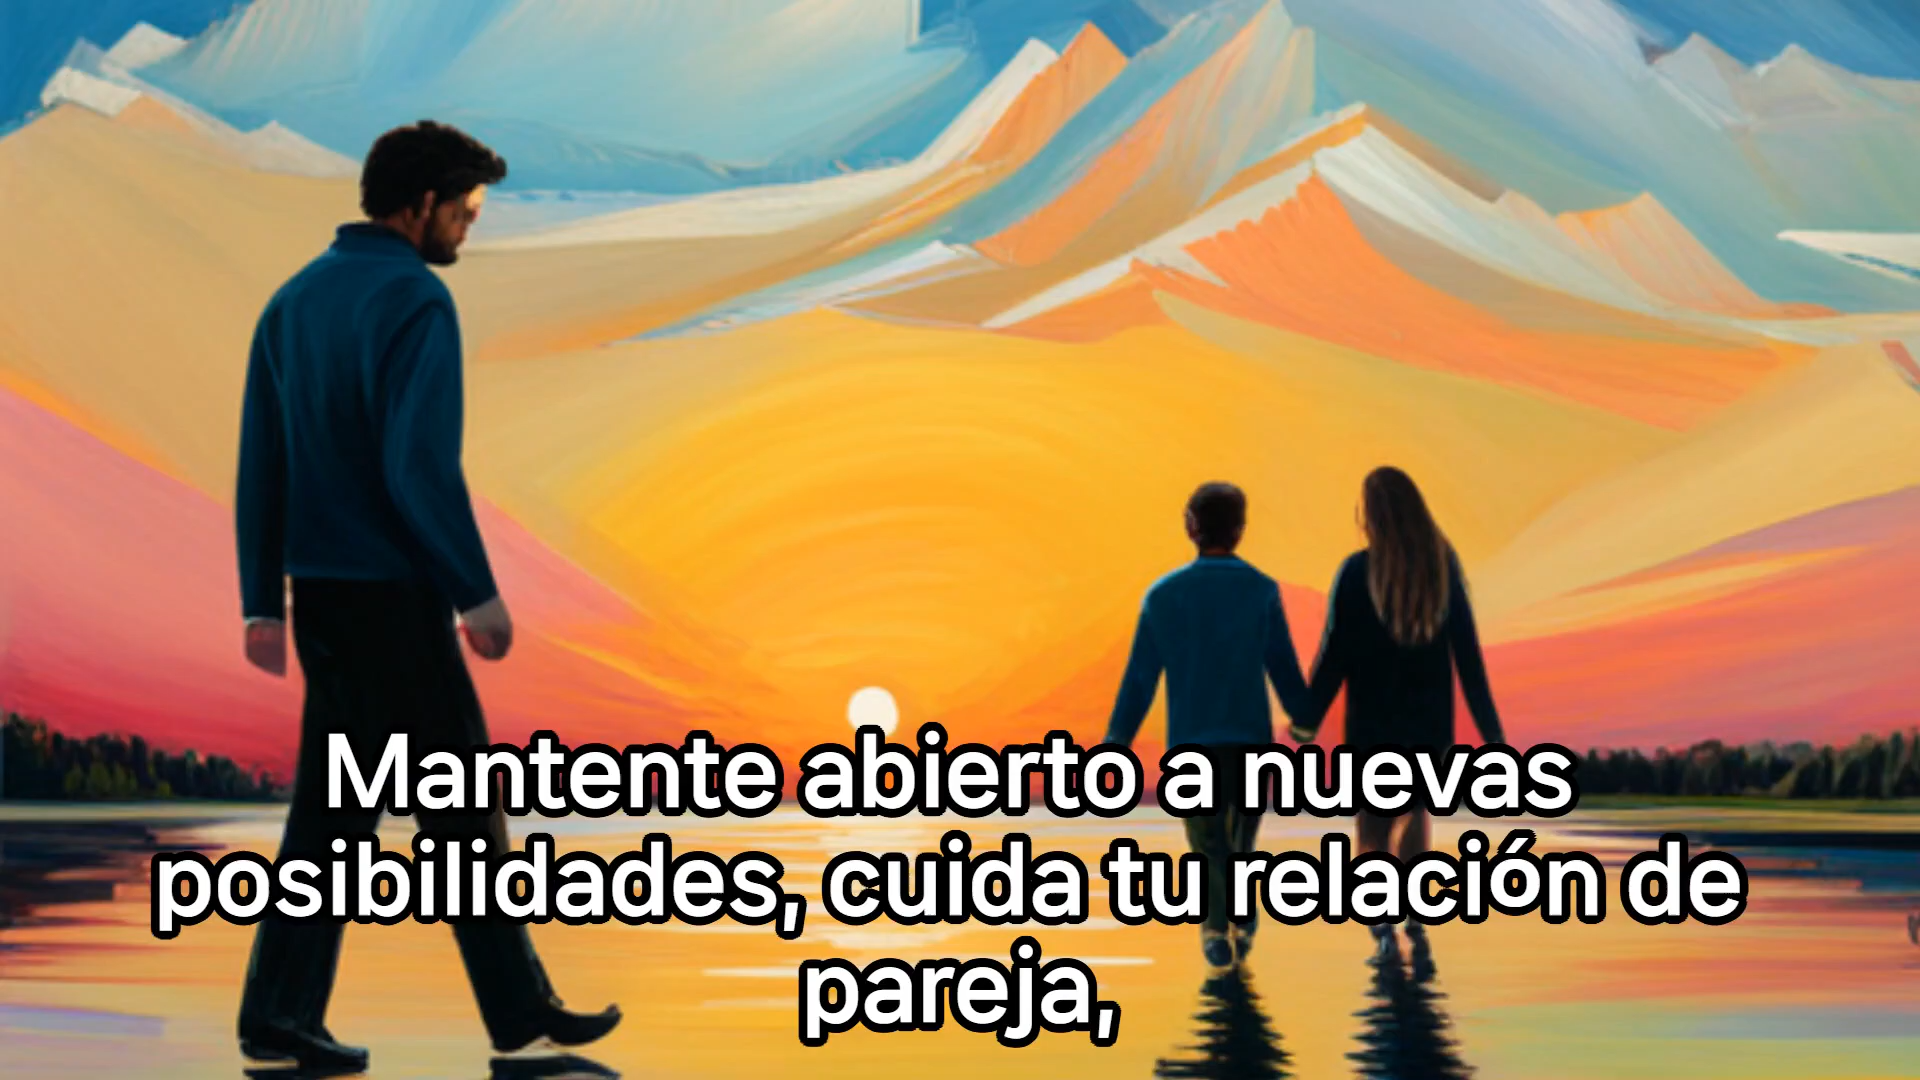 Mantente abierto a nuevas
posibilidades, cuida tu relación de
pareja,